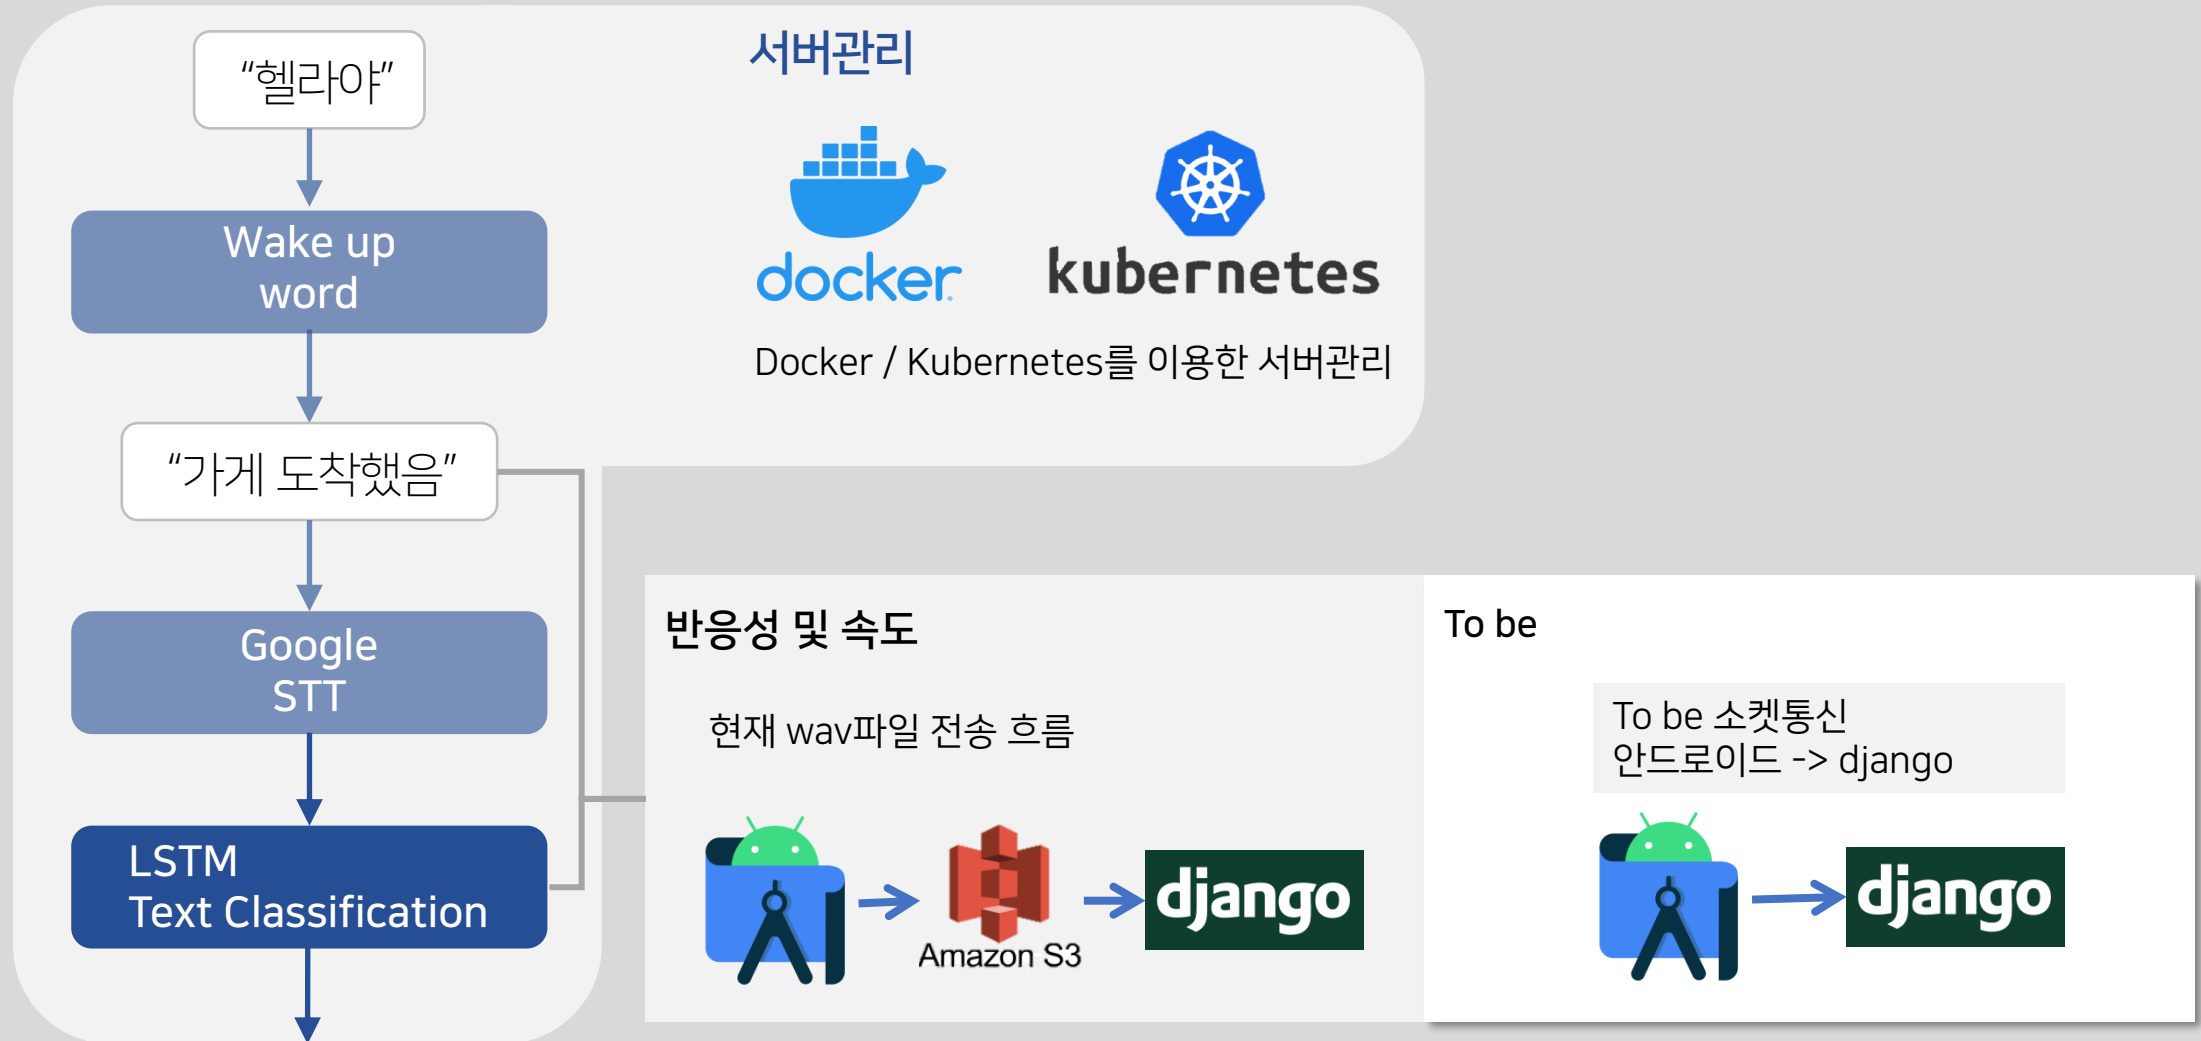 “헬라야”
Wake up
word
“가게 도착했음”
Google
STT
LSTM
Text Classification
서버관리
docker
kubernetes
Docker / Kubernetes를 이용한 서버관리
반응성 및 속도
현재 wav파일 전송 흐름
Amazon S3
django
To be
To be 소켓통신
안드로이드 -> django
django